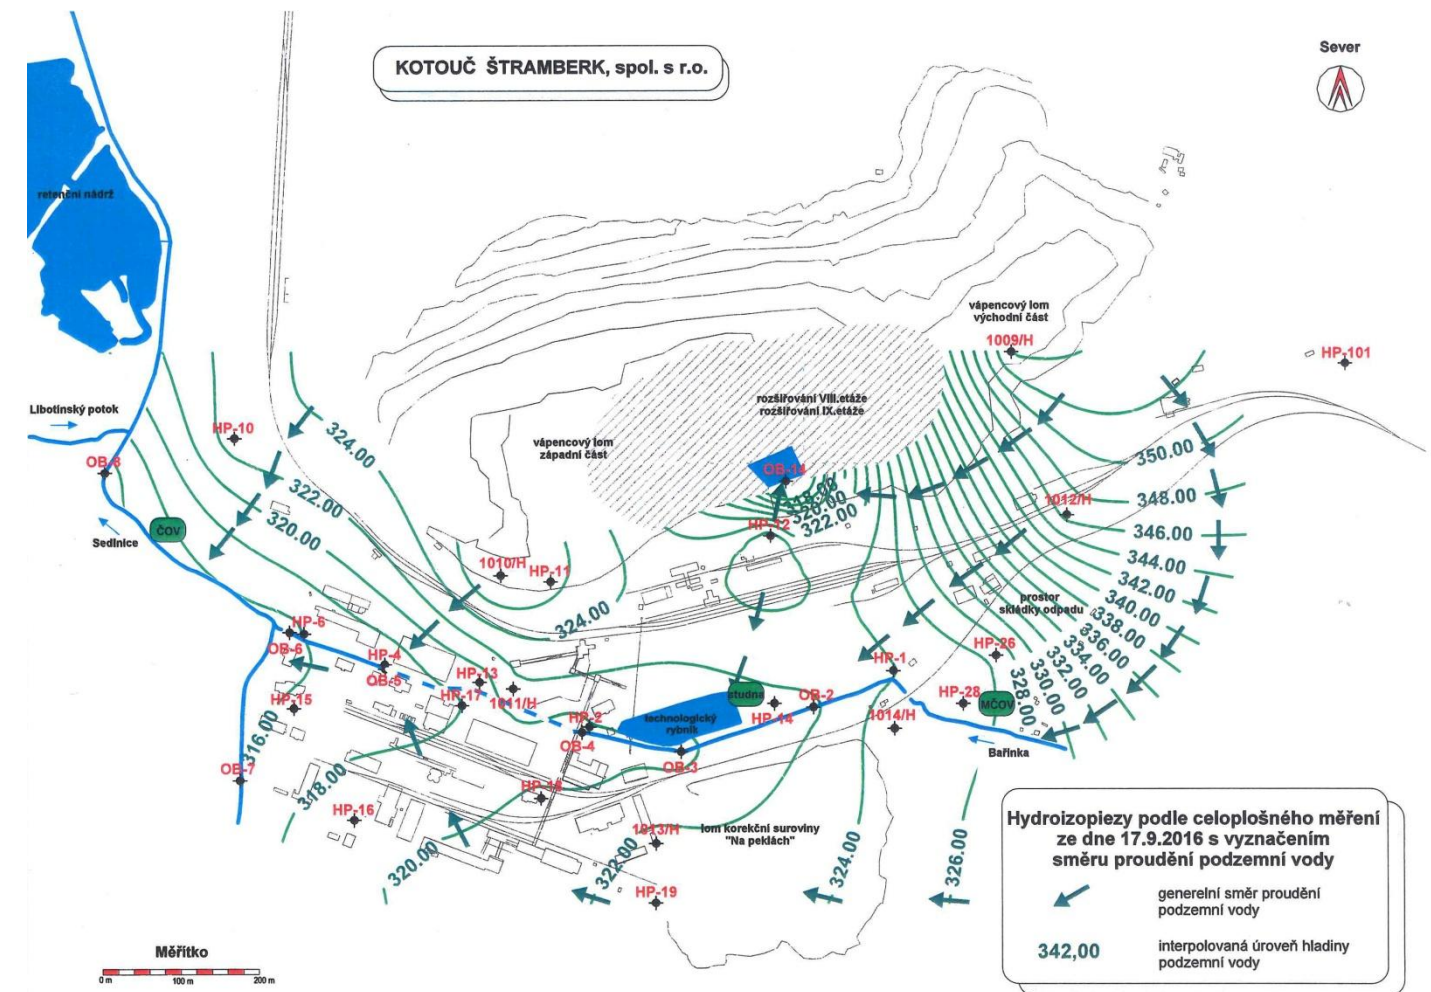 KOTOUČ ŠTRAMBERK, spol. s r.o.
Sever
retenční nádrž
vápencový lom
východní část
1009/H
HP-101
rozšiřování VIII.etáže
rozšiřování IX.etáže
Libotínský potok
HP-10
324.00
vápencový lom
západní část
350.00
OB-8
OB-14
322.00
318.00
320.00
322.00
1012/H
348.00
320.00
ČOV
Sedlnice
HP-12
346.00
344.00
1010/H
HP-11
342.00
prostor
skládky odpadu
340.00
324.00
338.00
HP-6
OB-6
336.00
HP-26
334.00
HP-4
OB-5
HP-1
332.00
HP-13
330.00
studna
OB-2
HP-28
MČOV
328.00
HP-15
HP-17
1011/H
HP-14
1014/H
316.00
HP-2
technologický
rybník
OB-4
Bařinka
OB-3
OB-7
318.00
HP-18
HP-16
1013/H
lom korekční suroviny
"Na peklách"
320.00
322.00
324.00
326.00
HP-19
Hydroizopiezy podle celoplošného měření
ze dne 17.9.2016 s vyznačením
směru proudění podzemní vody
generelní směr proudění
podzemní vody
342,00
interpolovaná úroveň hladiny
podzemní vody
Měřítko
0 m 100 m 200 m